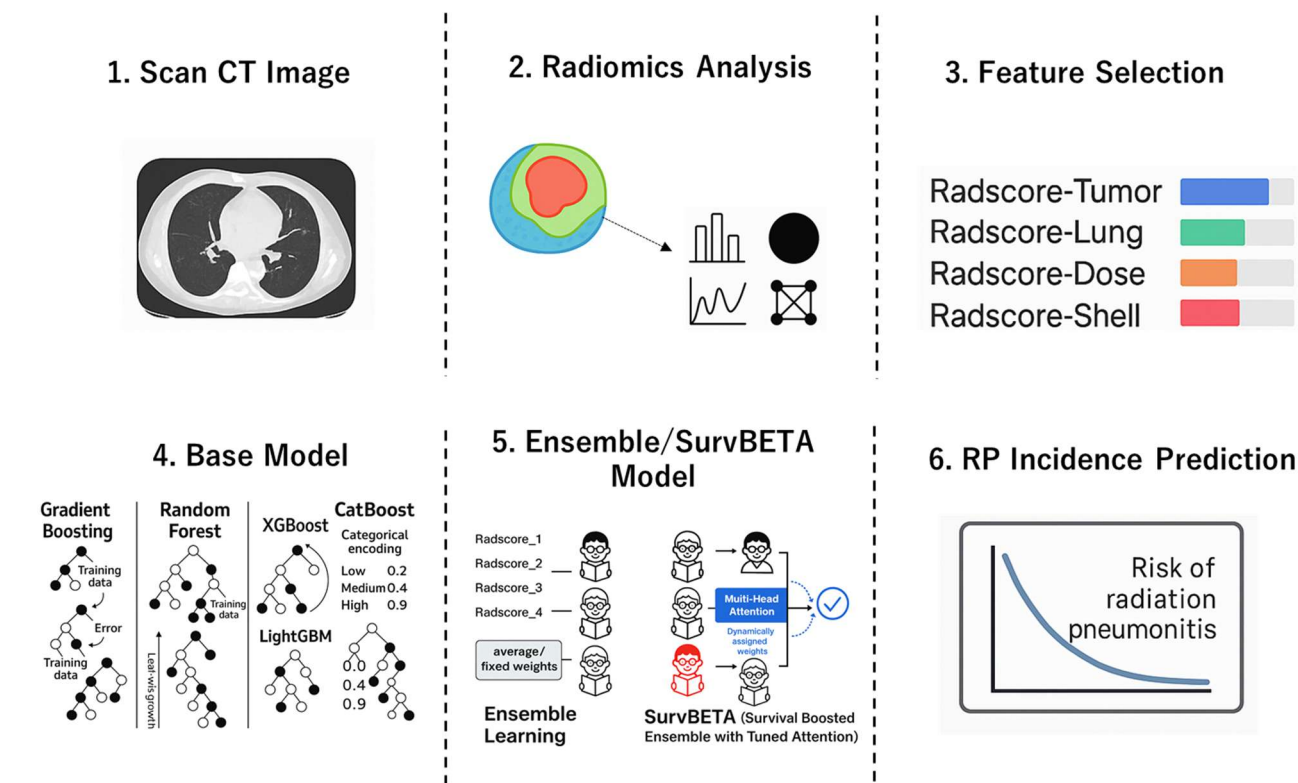 1. Scan CT Image
2. Radiomics Analysis
3. Feature Selection
Radscore-Tumor
Radscore-Lung
Radscore-Dose
Radscore-Shell
4. Base Model
Gradient
Boosting
Training
data
Error
Training
data
Random
Forest
Training
data
Leaf-wisgrowth
XGBoost
LightGBM
CatBoost
Categorical
encoding
Low 0.2
Medium 0.4
High 0.9
0.0
0.4
0.9
5. Ensemble/SurvBETA
Model
Radscore_1
Radscore_2
Radscore_3
Radscore_4
average/
fixed weights
Ensemble
Learning
Multi-Head
Attention
Dynamically
assigned
weights
SurvBETA (Survival Boosted
Ensemble with Tuned Attention)
6. RP Incidence Prediction
Risk of
radiation
pneumonitis